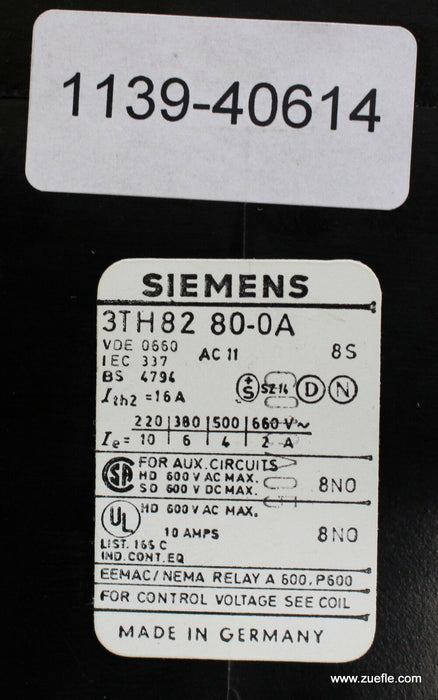 1139-40614
SIEMENS
3TH82 80-0A
VDE 0660
IEC 337 AC 11 8S
BS 4794
Ith2 =16A S SZ14 D N
220 380 500 660 V~
Ie= 10 6 4 2 A
SA FOR AUX. CIRCUITS
HD 600 V AC MAX.
SD 600 V DC MAX. 8NO
UL HD 600 V AC MAX.
10 AMPS 8NO
LIST. 165 C
IND.CONT.EQ
EEMAC/NEMA RELAY A 600, P600
FOR CONTROL VOLTAGE SEE COIL
MADE IN GERMANY
www.zuefle.com